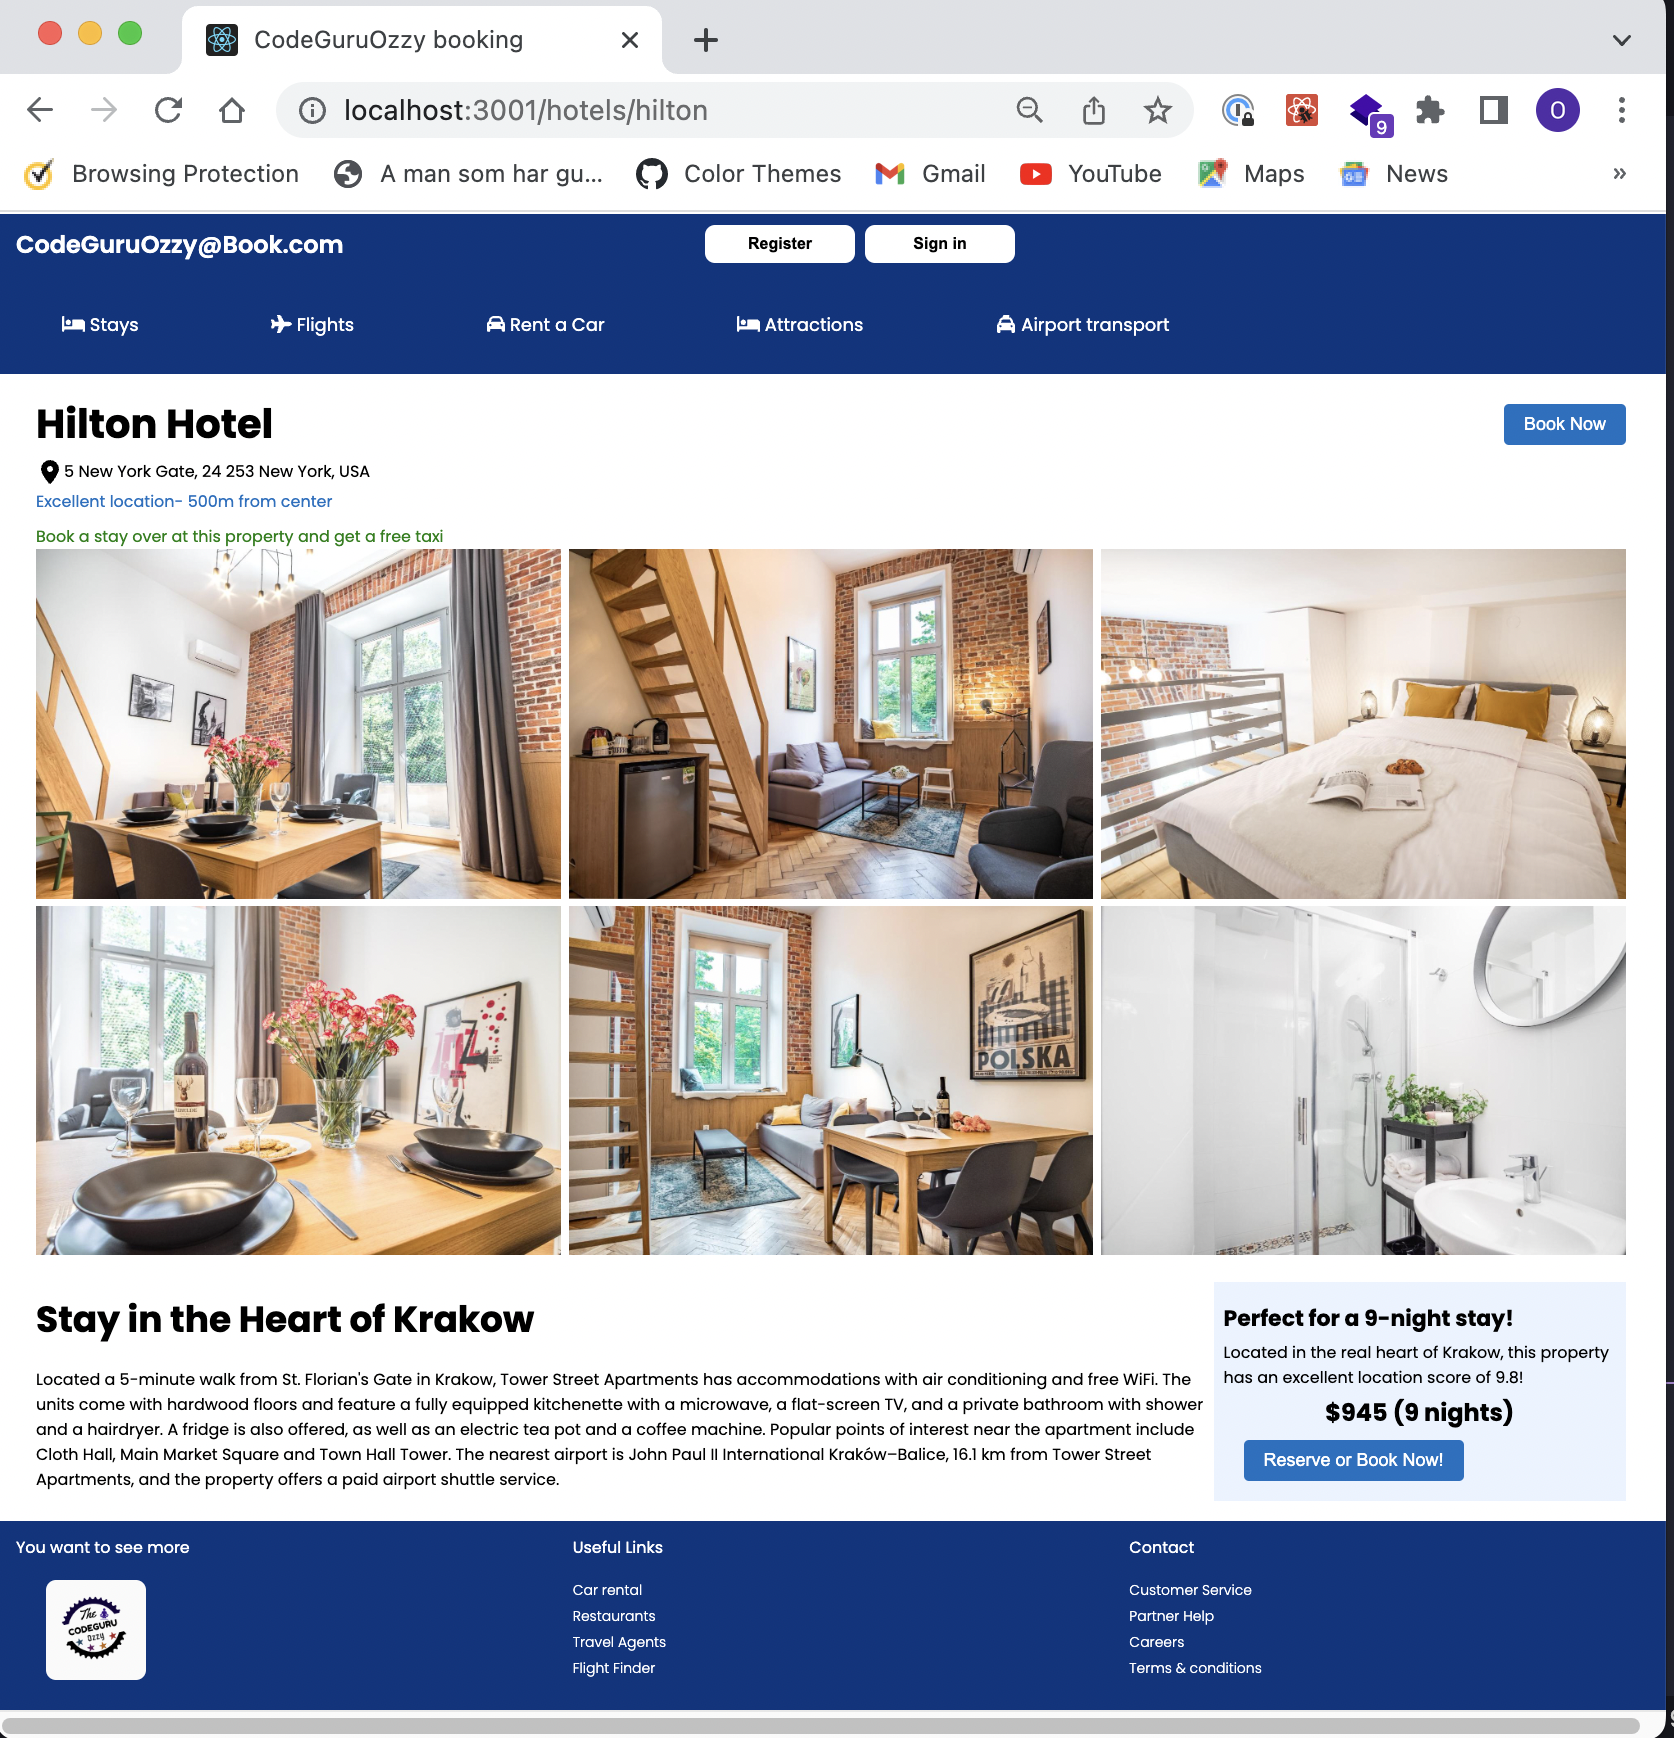 CodeGuruOzzy booking
localhost:3001/hotels/hilton
9
O
Browsing Protection
A man som har gu...
Color Themes
Gmail
YouTube
Maps
News
»
CodeGuruOzzy@Book.com
Register
Sign in
Stays
Flights
Rent a Car
Attractions
Airport transport
Hilton Hotel
Book Now
5 New York Gate, 24 253 New York, USA
Excellent location- 500m from center
Book a stay over at this property and get a free taxi
POLSKA
Stay in the Heart of Krakow
Located a 5-minute walk from St. Florian's Gate in Krakow, Tower Street Apartments has accommodations with air conditioning and free WiFi. The
units come with hardwood floors and feature a fully equipped kitchenette with a microwave, a flat-screen TV, and a private bathroom with shower
and a hairdryer. A fridge is also offered, as well as an electric tea pot and a coffee machine. Popular points of interest near the apartment include
Cloth Hall, Main Market Square and Town Hall Tower. The nearest airport is John Paul II International Kraków–Balice, 16.1 km from Tower Street
Apartments, and the property offers a paid airport shuttle service.
Perfect for a 9-night stay!
Located in the real heart of Krakow, this property
has an excellent location score of 9.8!
$945 (9 nights)
Reserve or Book Now!
You want to see more
The
CODEGURU
Ozzy
Useful Links
Car rental
Restaurants
Travel Agents
Flight Finder
Contact
Customer Service
Partner Help
Careers
Terms & conditions